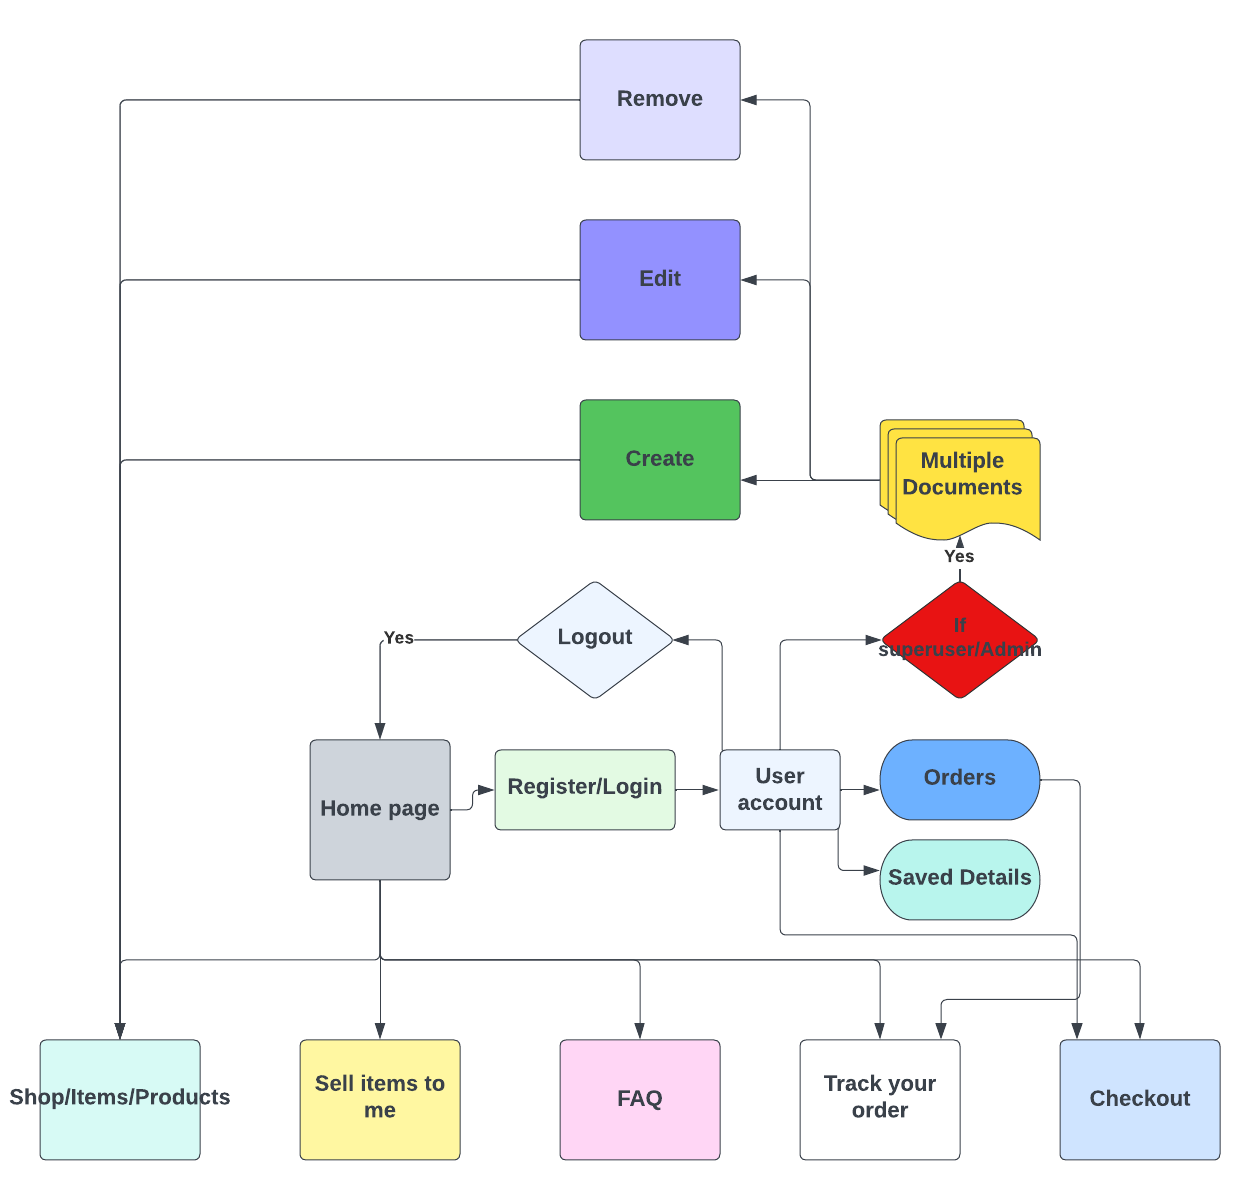 Remove
Edit
Create
Multiple
Documents
Yes
Logout
Yes
If
superuser/Admin
Home page
Register/Login
User
account
Orders
Saved Details
Shop/Items/Products
Sell items to
me
FAQ
Track your
order
Checkout